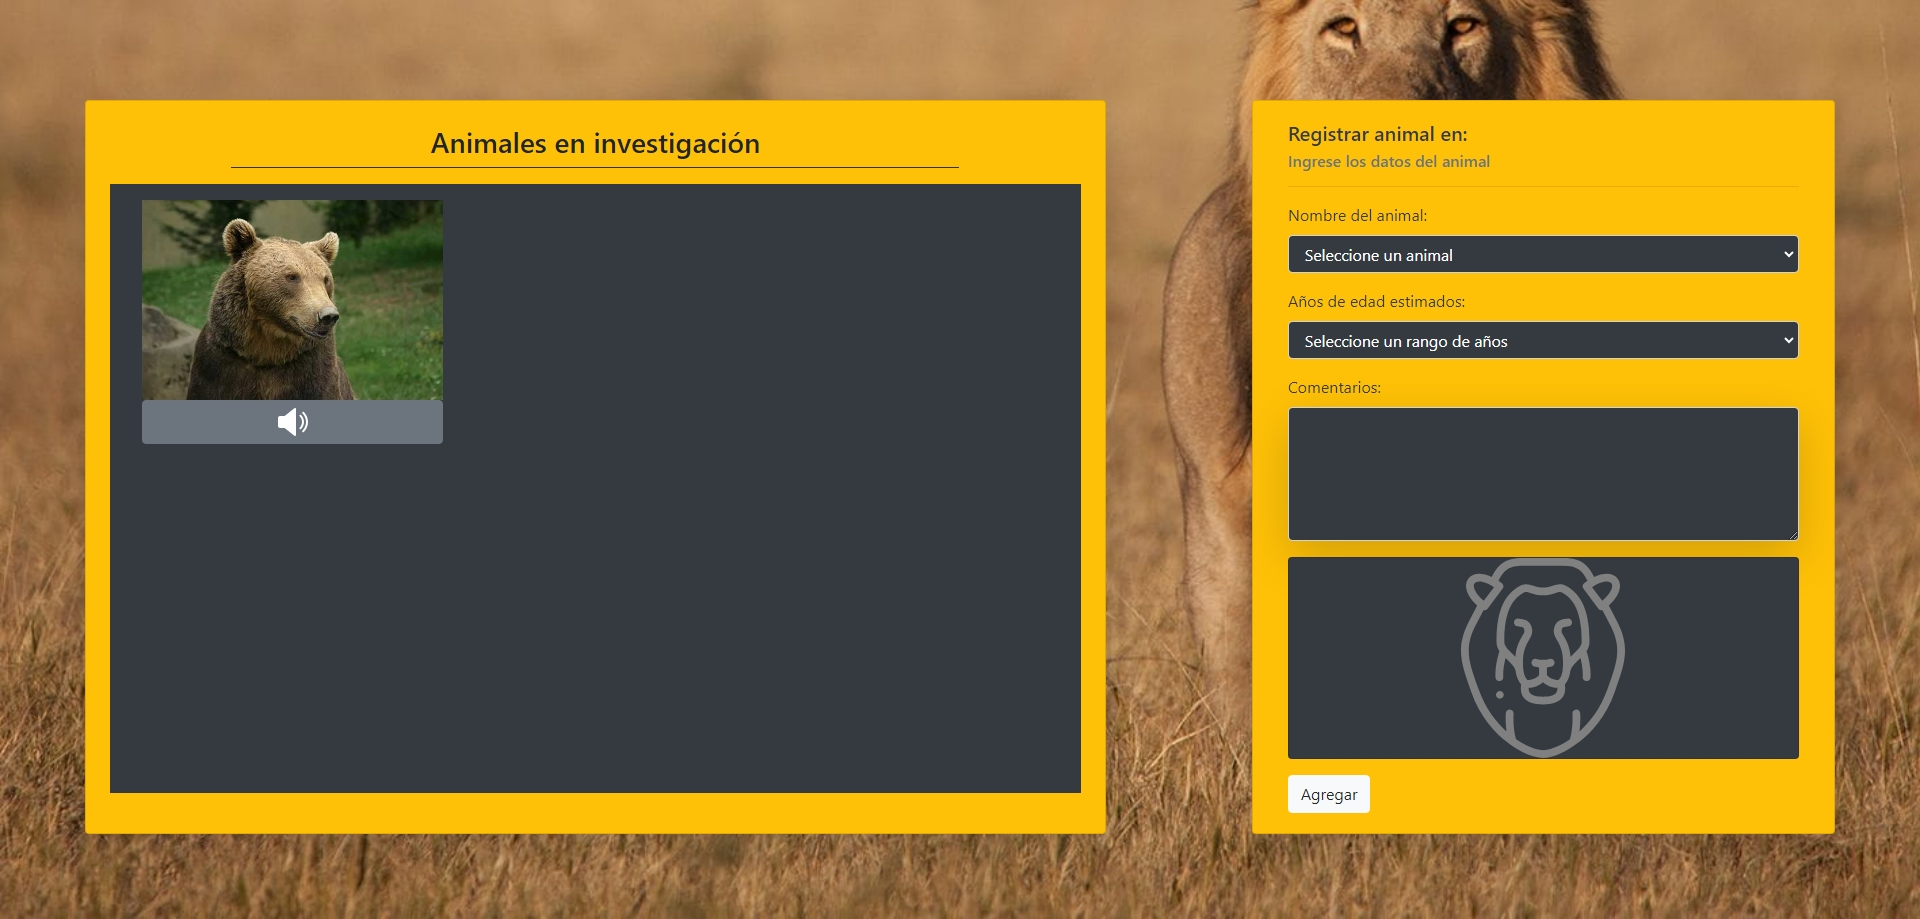 Animales en investigación
Registrar animal en:
Ingrese los datos del animal
Nombre del animal:
Seleccione un animal
Años de edad estimados:
Seleccione un rango de años
Comentarios:
Agregar